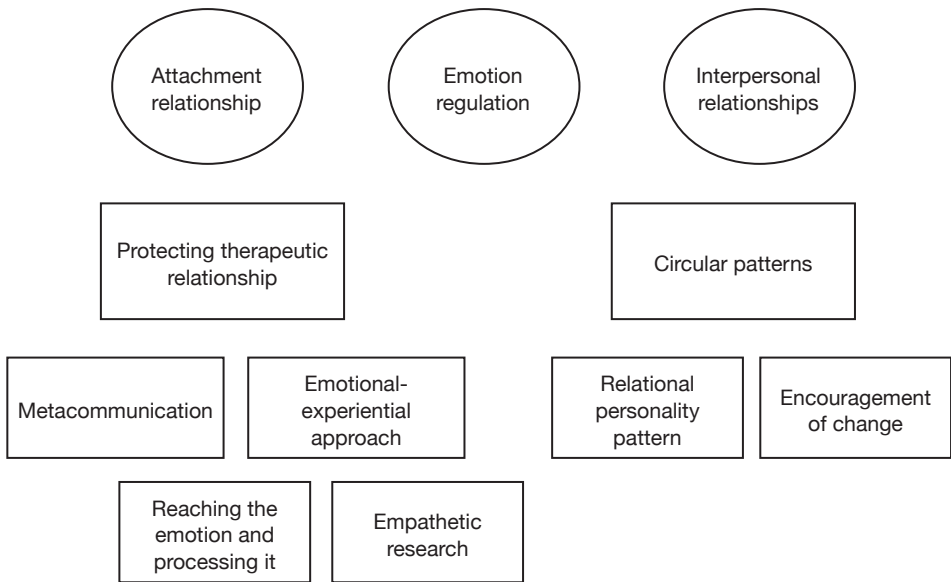 Attachment
relationship
Emotion
regulation
Interpersonal
relationships
Protecting therapeutic
relationship
Circular patterns
Metacommunication
Emotional-
experiential
approach
Relational
personality
pattern
Encouragement
of change
Reaching the
emotion and
processing it
Empathetic
research